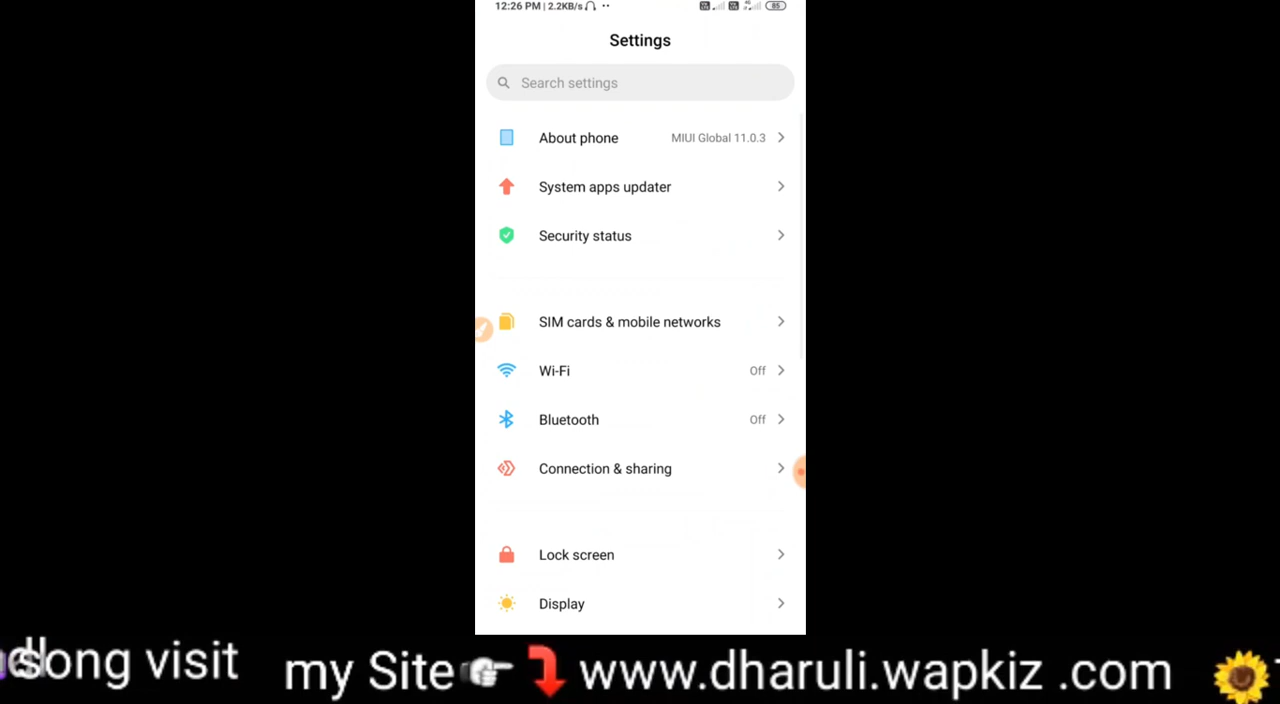 12:26 PM | 2.2KB/s
85
Settings
Search settings
About phone MIUI Global 11.0.3
System apps updater
Security status
SIM cards & mobile networks
Wi-Fi Off
Bluetooth Off
Connection & sharing
Lock screen
Display
song visit my Site www.dharuli.wapkiz .com